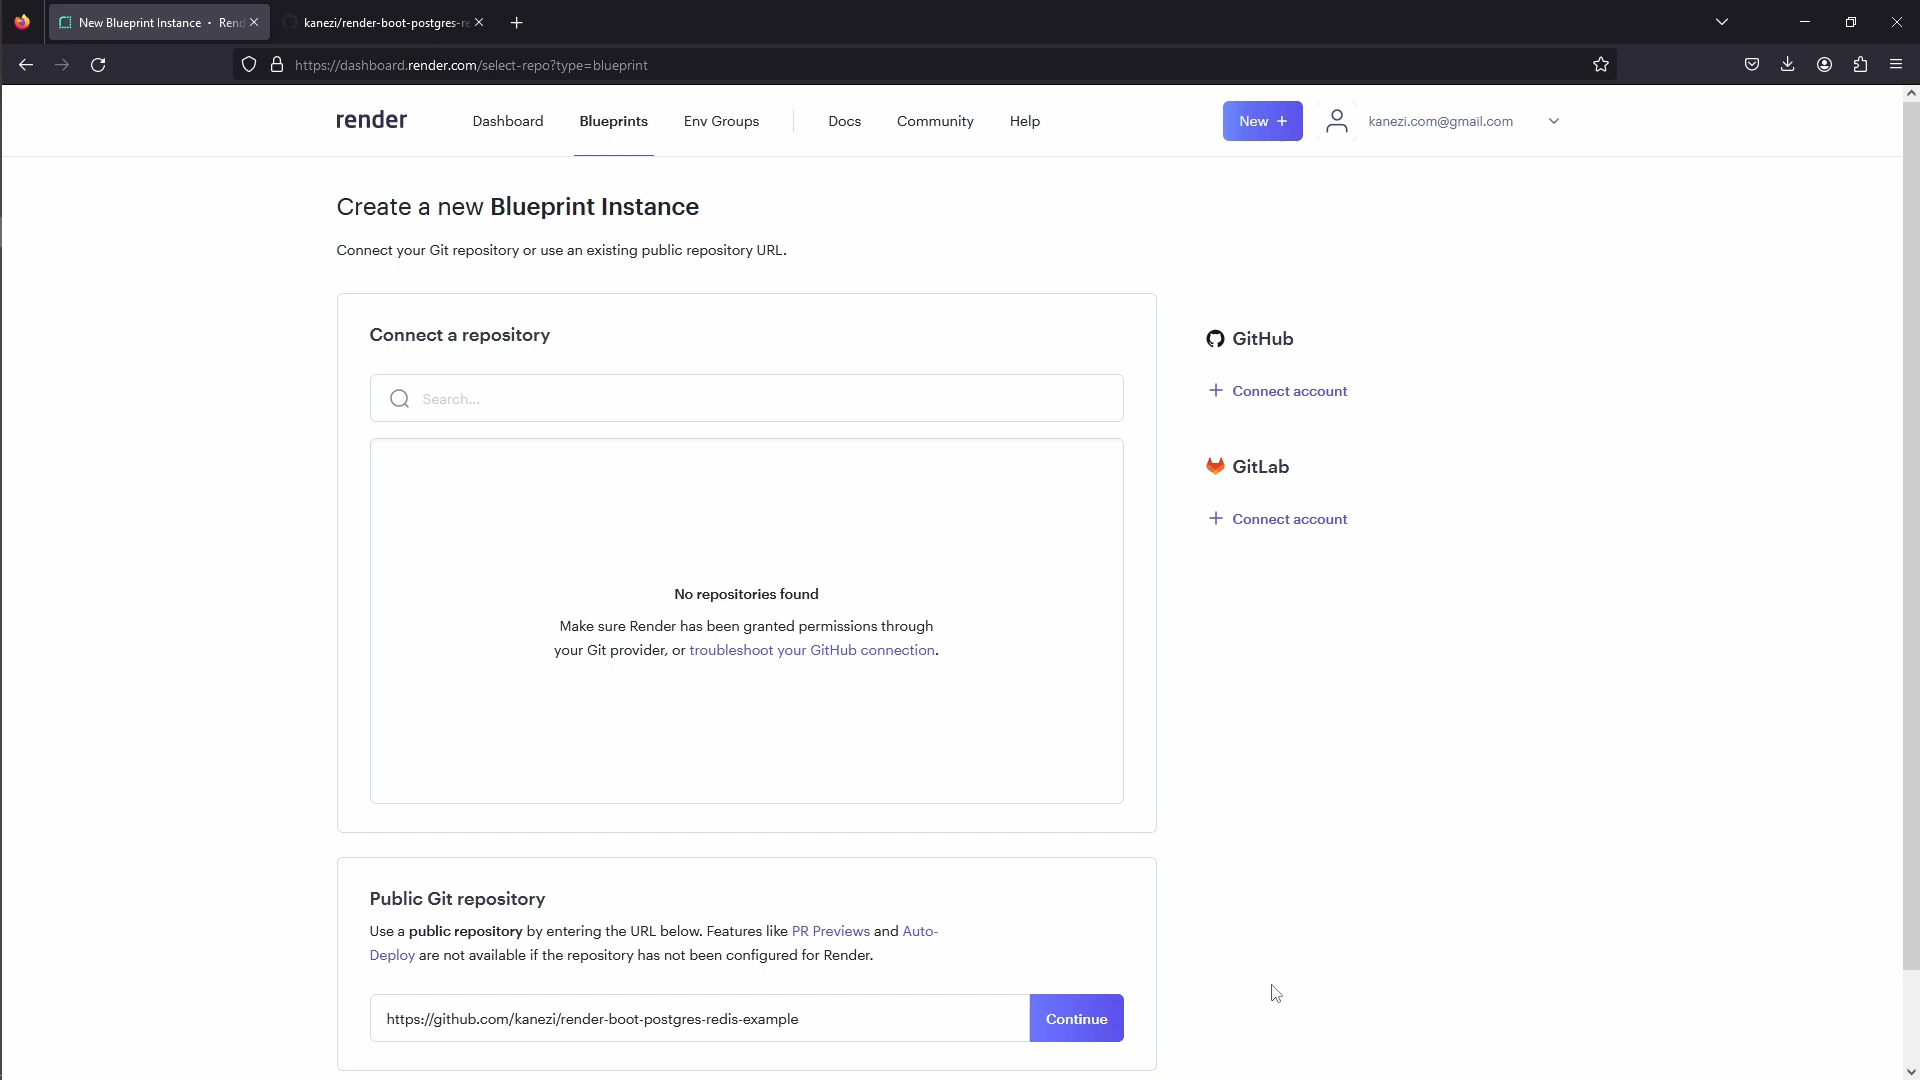 New Blueprint Instance · Rend
kanezi/render-boot-postgres-re
https://dashboard.render.com/select-repo?type=blueprint
render
Dashboard
Blueprints
Env Groups
Docs
Community
Help
New +
kanezi.com@gmail.com
Create a new Blueprint Instance
Connect your Git repository or use an existing public repository URL.
Connect a repository
Search...
No repositories found
Make sure Render has been granted permissions through
your Git provider, or troubleshoot your GitHub connection.
GitHub
+ Connect account
GitLab
+ Connect account
Public Git repository
Use a public repository by entering the URL below. Features like PR Previews and Auto-
Deploy are not available if the repository has not been configured for Render.
https://github.com/kanezi/render-boot-postgres-redis-example
Continue